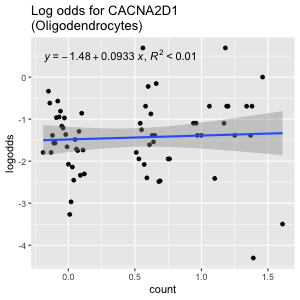 Log odds for CACNA2D1
(Oligodendrocytes)
y = −1.48 + 0.0933 x, R² < 0.01
0
-1
-2
-3
-4
logodds
0.0 0.5 1.0 1.5
count